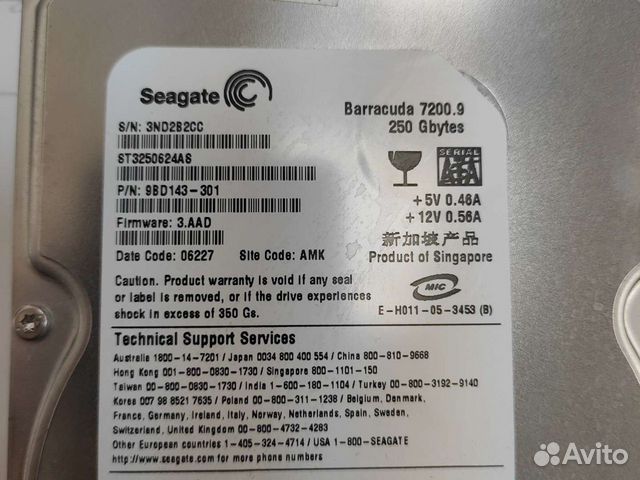 Seagate
Barracuda 7200.9
250 Gbytes
S/N: 3ND2B2CC
ST3250624AS
P/N: 9BD143-301
Firmware: 3.AAD
Date Code: 06227 Site Code: AMK
SERIAL ATA
+5V 0.46A
+12V 0.56A
新加坡产品
Product of Singapore
Caution: Product warranty is void if any seal
or label is removed, or if the drive experiences
shock in excess of 350 Gs.
MIC
E-H011-05-3453 (B)
Technical Support Services
Australia 1800-14-7201 / Japan 0034 800 400 554 / China 800-810-9668
Hong Kong 001-800-0830-1730 / Singapore 800-1101-150
Taiwan 00-800-0830-1730 / India 1-600-180-1104 / Turkey 00-800-3192-9140
Korea 007 98 8521 7635 / Poland 00-800-311-1238 / Belgium, Denmark,
France, Germany, Ireland, Italy, Norway, Netherlands, Spain, Sweden,
Switzerland, United Kingdom 00-800-4732-4283
Other European countries 1-405-324-4714 / USA 1-800-SEAGATE
http://www.seagate.com for more phone numbers
Avito